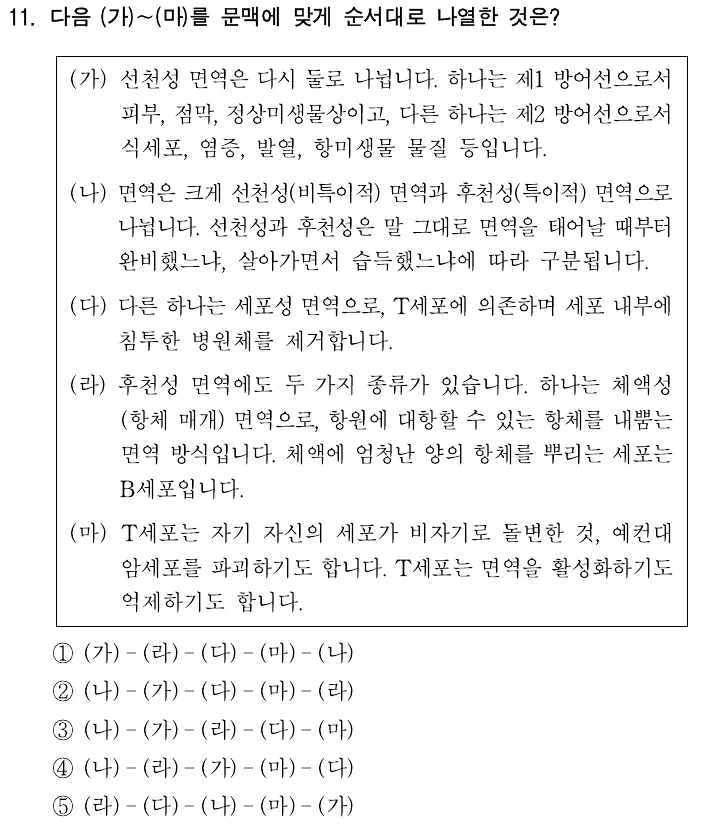 11. 다음 (가)~(마)를 문맥에 맞게 순서대로 나열한 것은?
(가) 선천성 면역은 다시 둘로 나뉩니다. 하나는 제1 방어선으로서
피부, 점막, 정상미생물상이고, 다른 하나는 제2 방어선으로서
식세포, 염증, 발열, 항미생물 물질 등입니다.
(나) 면역은 크게 선천성(비특이적) 면역과 후천성(특이적) 면역으로
나뉩니다. 선천성과 후천성은 말 그대로 면역을 태어날 때부터
완비했느냐, 살아가면서 습득했느냐에 따라 구분됩니다.
(다) 다른 하나는 세포성 면역으로, T세포에 의존하며 세포 내부에
침투한 병원체를 제거합니다.
(라) 후천성 면역에도 두 가지 종류가 있습니다. 하나는 체액성
(항체 매개) 면역으로, 항원에 대항할 수 있는 항체를 내뿜는
면역 방식입니다. 체액에 엄청난 양의 항체를 뿌리는 세포는
B세포입니다.
(마) T세포는 자기 자신의 세포가 비자기로 돌변한 것, 예컨대
암세포를 파괴하기도 합니다. T세포는 면역을 활성화하기도
억제하기도 합니다.
① (가) - (라) - (다) - (마) - (나)
② (나) - (가) - (다) - (마) - (라)
③ (나) - (가) - (라) - (다) - (마)
④ (나) - (라) - (가) - (마) - (다)
⑤ (라) - (다) - (나) - (마) - (가)